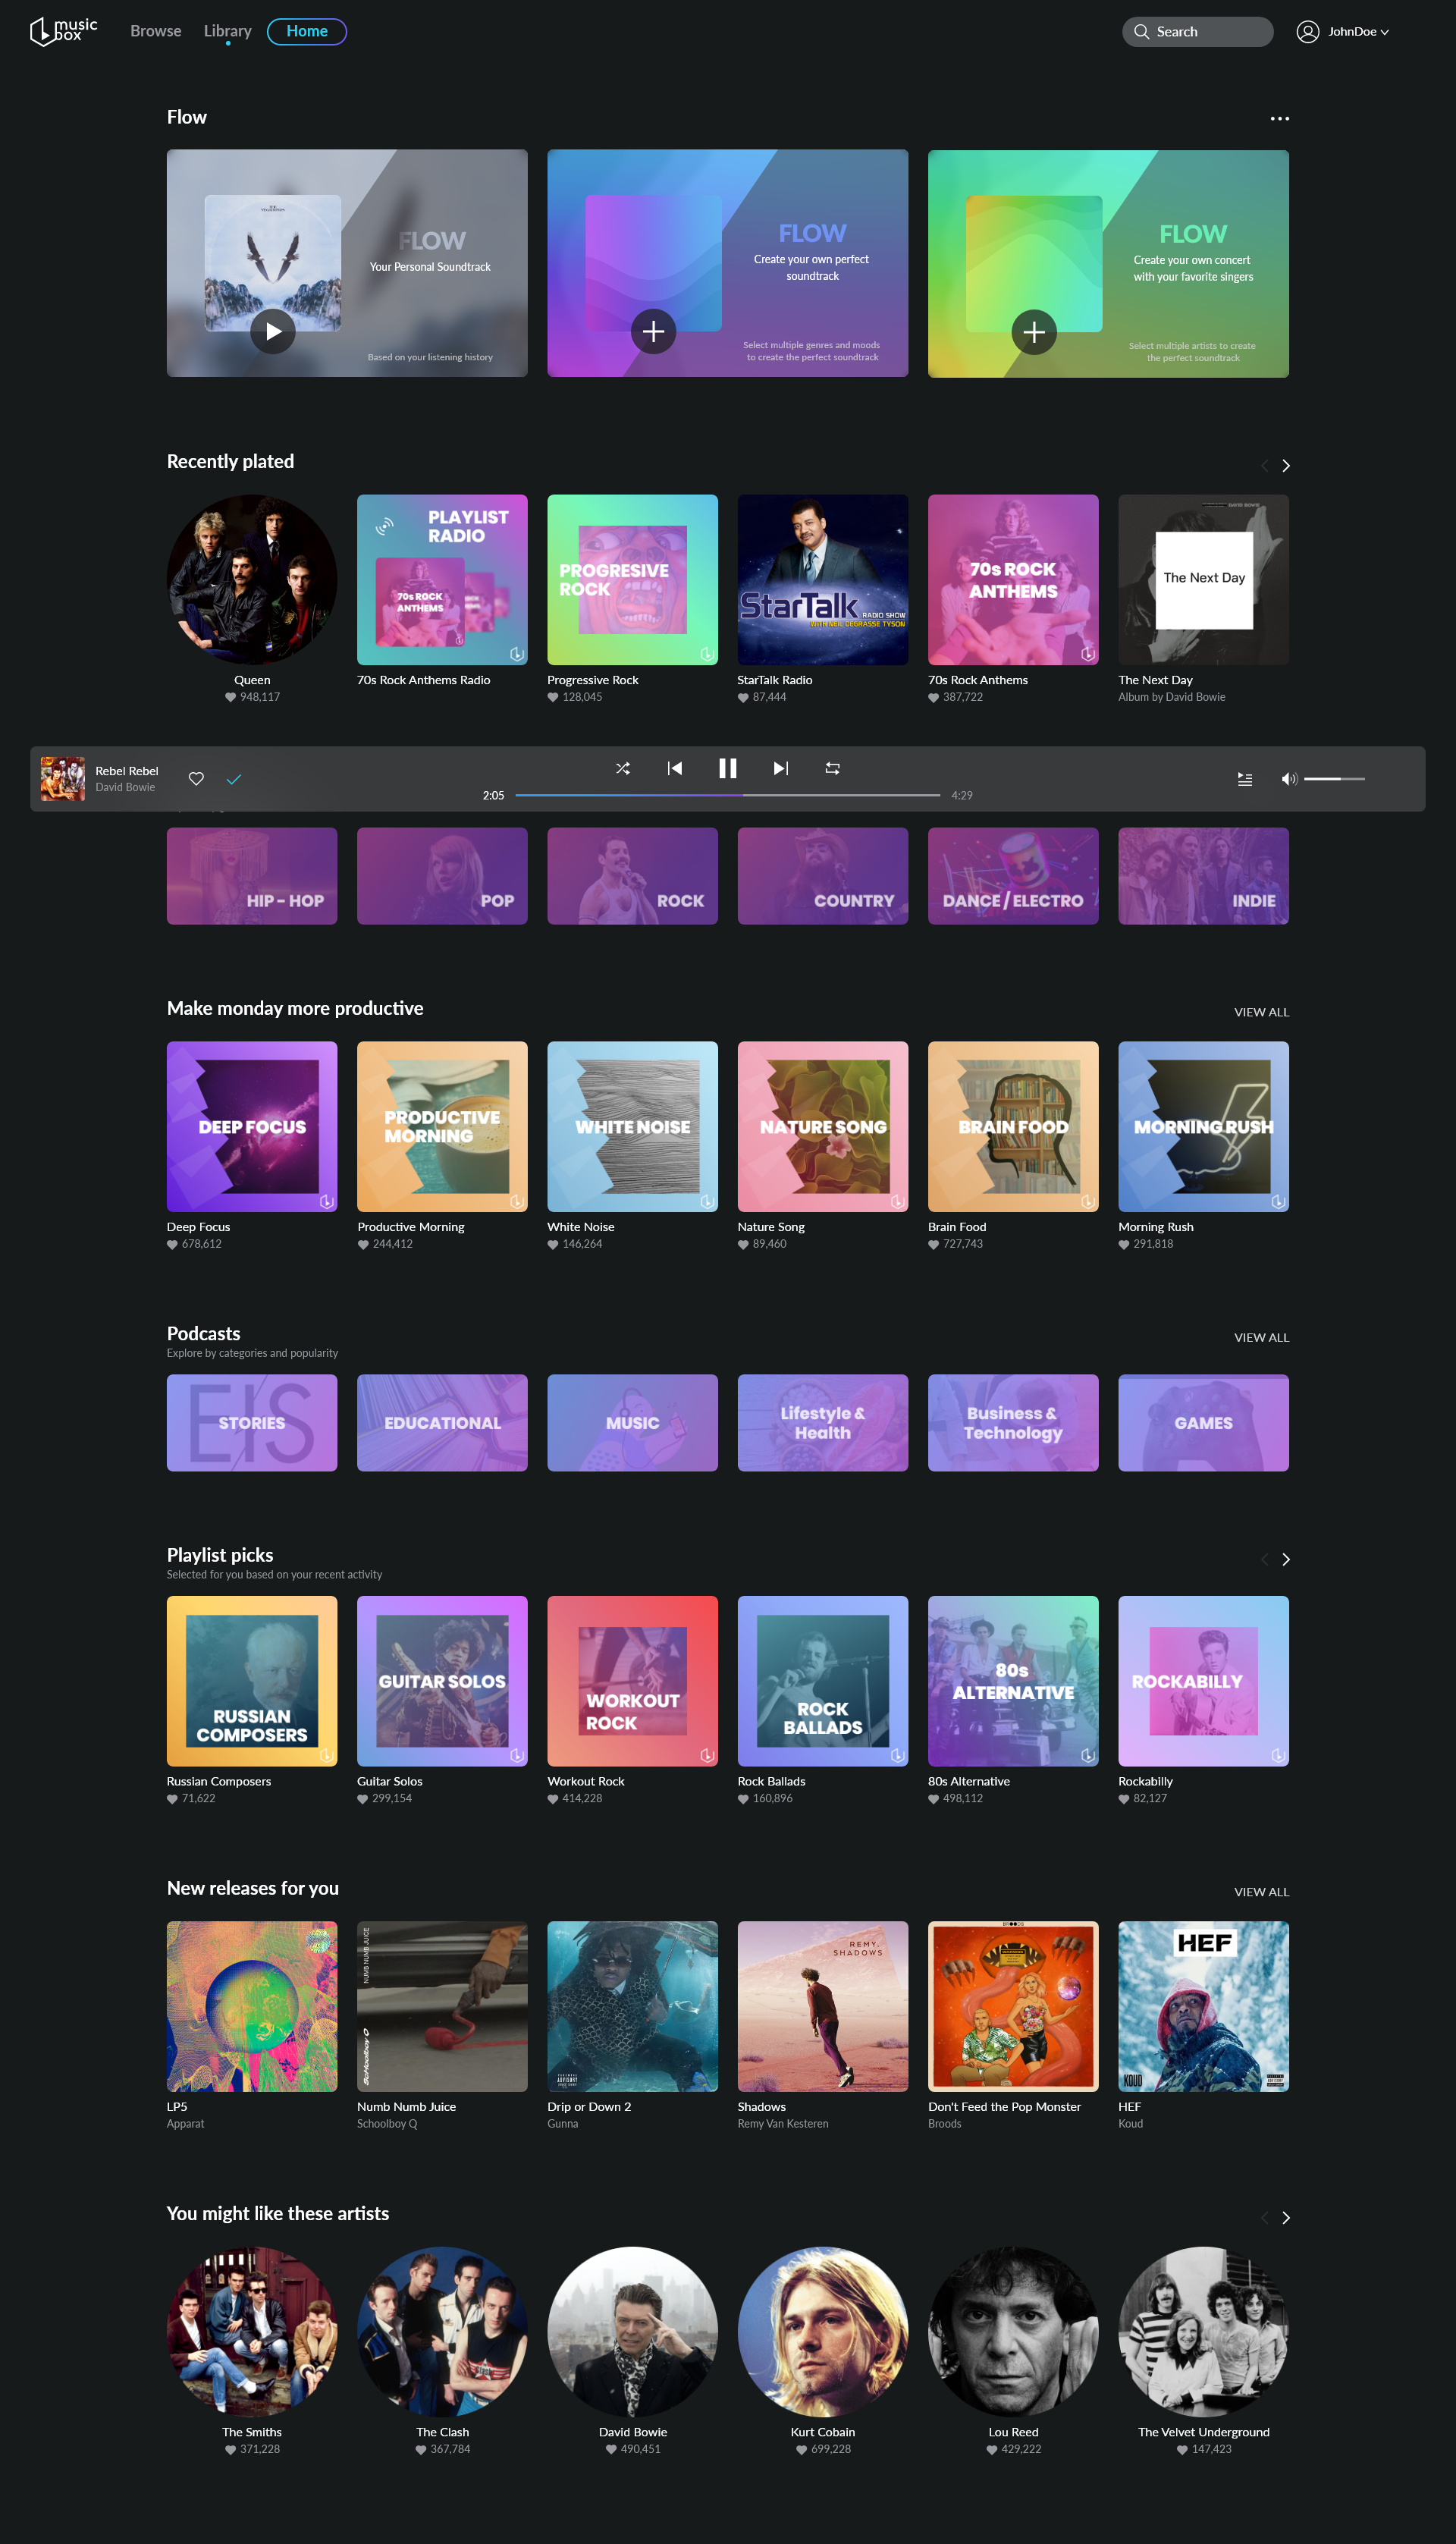 music
box
Browse
Library
Home
Search
JohnDoe
Flow
FLOW
Your Personal Soundtrack
Based on your listening history
FLOW
Create your own perfect
soundtrack
Select multiple genres and moods
to create the perfect soundtrack
FLOW
Create your own concert
with your favorite singers
Select multiple artists to create
the perfect soundtrack
Recently plated
PLAYLIST
RADIO
70s ROCK
ANTHEMS
PROGRESIVE
ROCK
StarTalk
RADIO SHOW
WITH NEIL DEGRASSE TYSON
70s ROCK
ANTHEMS
DAVID BOWIE
The Next Day
Queen
948,117
70s Rock Anthems Radio
Progressive Rock
128,045
StarTalk Radio
87,444
70s Rock Anthems
387,722
The Next Day
Album by David Bowie
Rebel Rebel
David Bowie
2:05
4:29
HIP - HOP
POP
ROCK
COUNTRY
DANCE / ELECTRO
INDIE
Make monday more productive
VIEW ALL
DEEP FOCUS
PRODUCTIVE
MORNING
WHITE NOISE
NATURE SONG
BRAIN FOOD
MORNING RUSH
Deep Focus
678,612
Productive Morning
244,412
White Noise
146,264
Nature Song
89,460
Brain Food
727,743
Morning Rush
291,818
Podcasts
VIEW ALL
Explore by categories and popularity
EIS
STORIES
EDUCATIONAL
MUSIC
Lifestyle &
Health
Business &
Technology
GAMES
Playlist picks
Selected for you based on your recent activity
RUSSIAN
COMPOSERS
GUITAR SOLOS
WORKOUT
ROCK
ROCK
BALLADS
80s
ALTERNATIVE
ROCKABILLY
Russian Composers
71,622
Guitar Solos
299,154
Workout Rock
414,228
Rock Ballads
160,896
80s Alternative
498,112
Rockabilly
82,127
New releases for you
VIEW ALL
NUMB NUMB JUICE
ScHoolboy Q
REMY.
SHADOWS
HEF
KOUD
LP5
Apparat
Numb Numb Juice
Schoolboy Q
Drip or Down 2
Gunna
Shadows
Remy Van Kesteren
Don't Feed the Pop Monster
Broods
HEF
Koud
You might like these artists
The Smiths
371,228
The Clash
367,784
David Bowie
490,451
Kurt Cobain
699,228
Lou Reed
429,222
The Velvet Underground
147,423